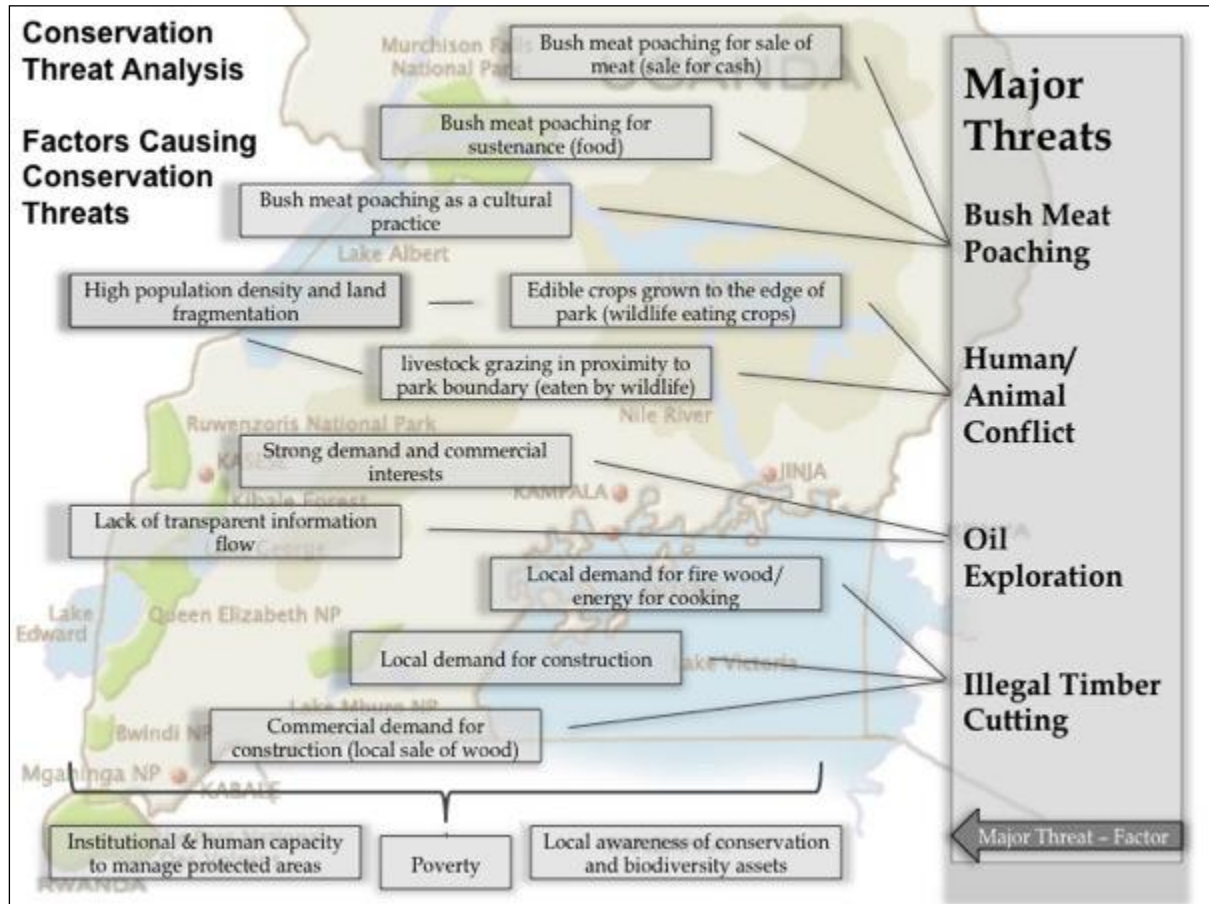 Conservation
Threat Analysis
Factors Causing
Conservation
Threats
Murchison Falls
National Park
UGANDA
Bush meat poaching for sale of
meat (sale for cash)
Bush meat poaching for
sustenance (food)
Bush meat poaching as a cultural
practice
Lake Albert
High population density and land
fragmentation
Edible crops grown to the edge of
park (wildlife eating crops)
livestock grazing in proximity to
park boundary (eaten by wildlife)
Nile River
Ruwenzoris National Park
KASESE
Strong demand and commercial
interests
Kibale Forest
KAMPALA
JINJA
Lack of transparent information
flow
George
Local demand for fire wood/
energy for cooking
Lake
Edward
Queen Elizabeth NP
Local demand for construction
Lake Victoria
Lake Mburo NP
Commercial demand for
construction (local sale of wood)
Bwindi NP
Mgahinga NP
KABALE
Institutional & human capacity
to manage protected areas
Poverty
Local awareness of conservation
and biodiversity assets
RWANDA
Major
Threats
Bush Meat
Poaching
Human/
Animal
Conflict
Oil
Exploration
Illegal Timber
Cutting
Major Threat – Factor